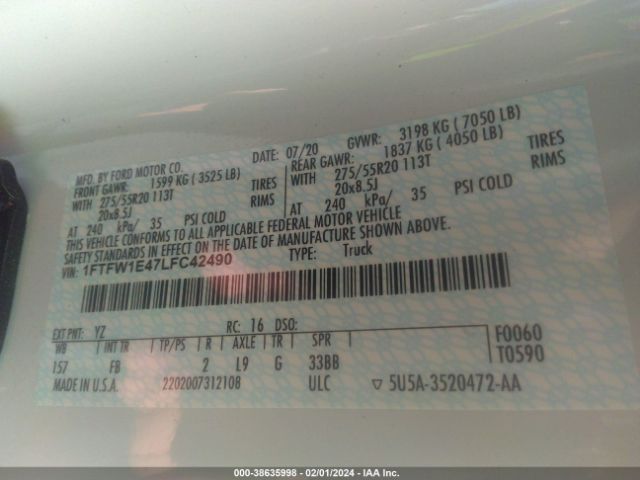 MFD. BY FORD MOTOR CO.
DATE: 07/20 GVWR: 3198 KG ( 7050 LB)
FRONT GAWR: 1599 KG ( 3525 LB) REAR GAWR: 1837 KG ( 4050 LB)
WITH 275/55R20 113T TIRES WITH 275/55R20 113T TIRES
20x8.5J RIMS 20x8.5J RIMS
AT 240 kPa/ 35 PSI COLD AT 240 kPa/ 35 PSI COLD
THIS VEHICLE CONFORMS TO ALL APPLICABLE FEDERAL MOTOR VEHICLE
SAFETY STANDARDS IN EFFECT ON THE DATE OF MANUFACTURE SHOWN ABOVE.
VIN: 1FTFW1E47LFC42490 TYPE: Truck
EXT PNT: YZ RC: 16 DSO: F0060
WB INT TR TP/PS R AXLE TR SPR T0590
157 FB 2 L9 G 33BB
MADE IN U.S.A. 2202007312108 ULC ▽ 5U5A-3520472-AA
000-38635998 - 02/01/2024 - IAA Inc.